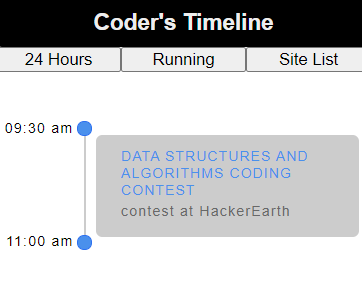 Coder's Timeline
24 Hours
Running
Site List
09:30 am
DATA STRUCTURES AND
ALGORITHMS CODING
CONTEST
contest at HackerEarth
11:00 am